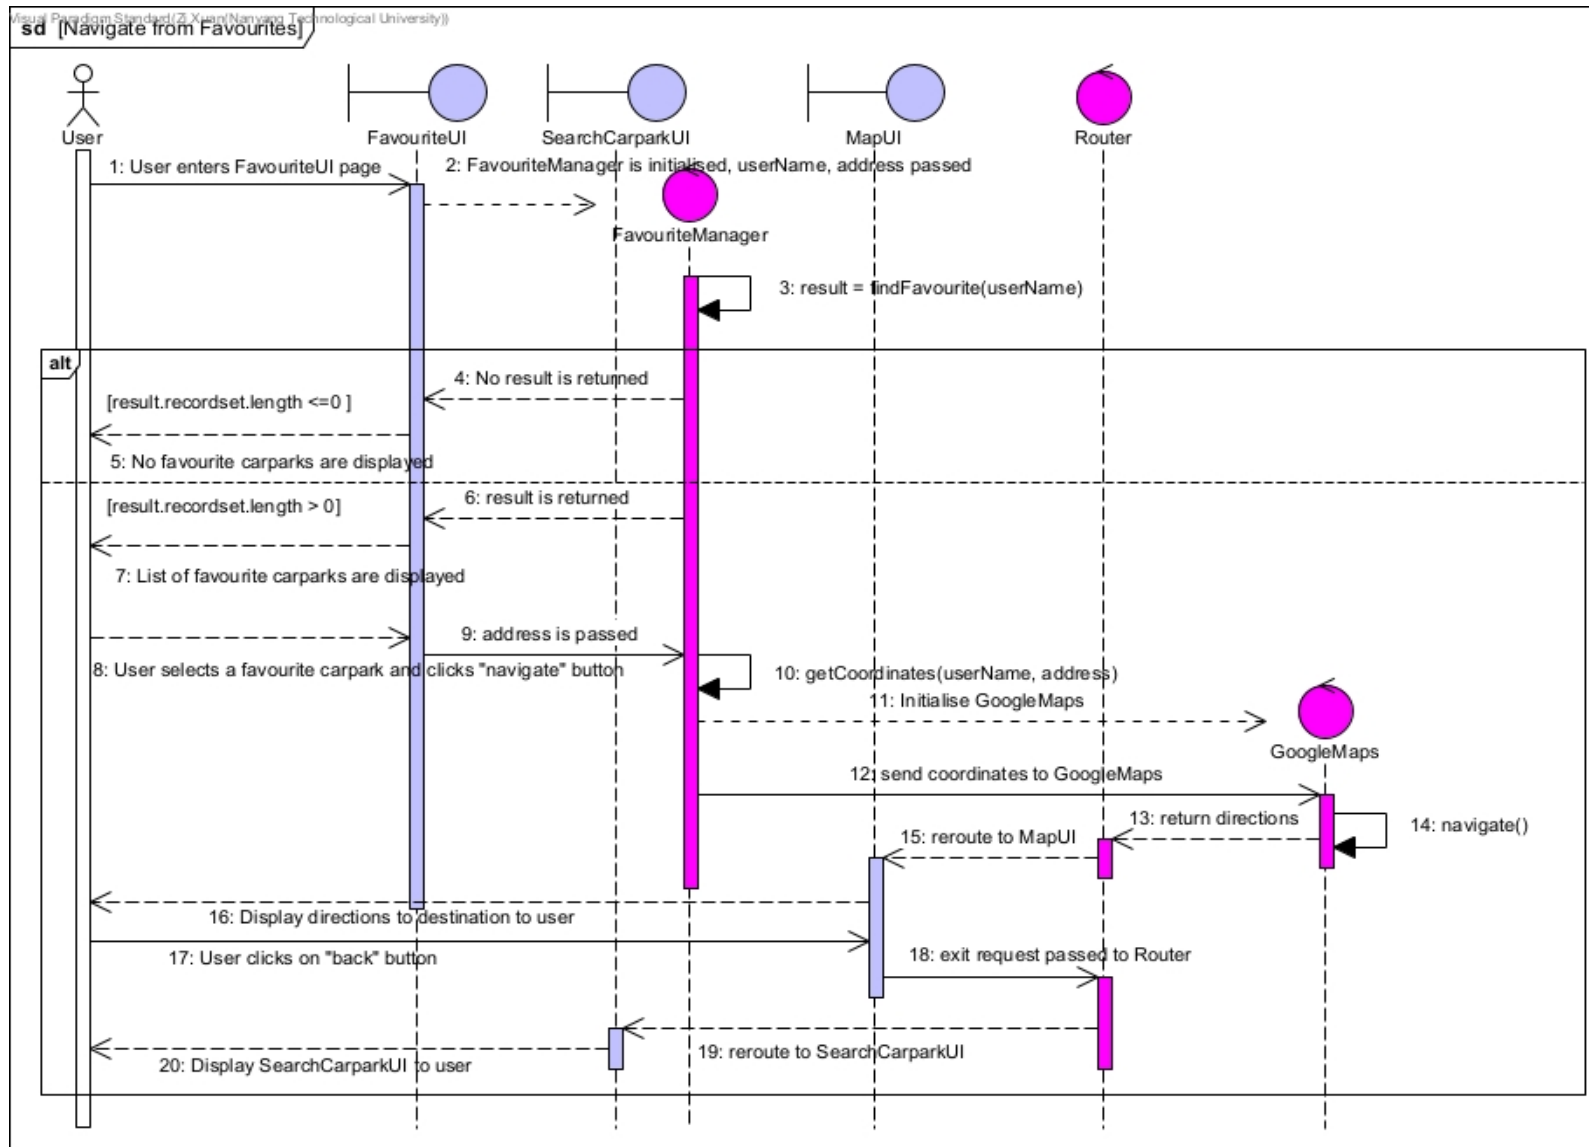 Visual Paradigm Standard(Zi Xuan(Nanyang Technological University))
sd [Navigate from Favourites]
User
FavouriteUI
SearchCarparkUI
MapUI
Router
1: User enters FavouriteUI page
2: FavouriteManager is initialised, userName, address passed
FavouriteManager
3: result = findFavourite(userName)
alt
4: No result is returned
[result.recordset.length <=0 ]
5: No favourite carparks are displayed
6: result is returned
[result.recordset.length > 0]
7: List of favourite carparks are displayed
9: address is passed
8: User selects a favourite carpark and clicks "navigate" button
10: getCoordinates(userName, address)
11: Initialise GoogleMaps
GoogleMaps
12: send coordinates to GoogleMaps
13: return directions
14: navigate()
15: reroute to MapUI
16: Display directions to destination to user
17: User clicks on "back" button
18: exit request passed to Router
19: reroute to SearchCarparkUI
20: Display SearchCarparkUI to user